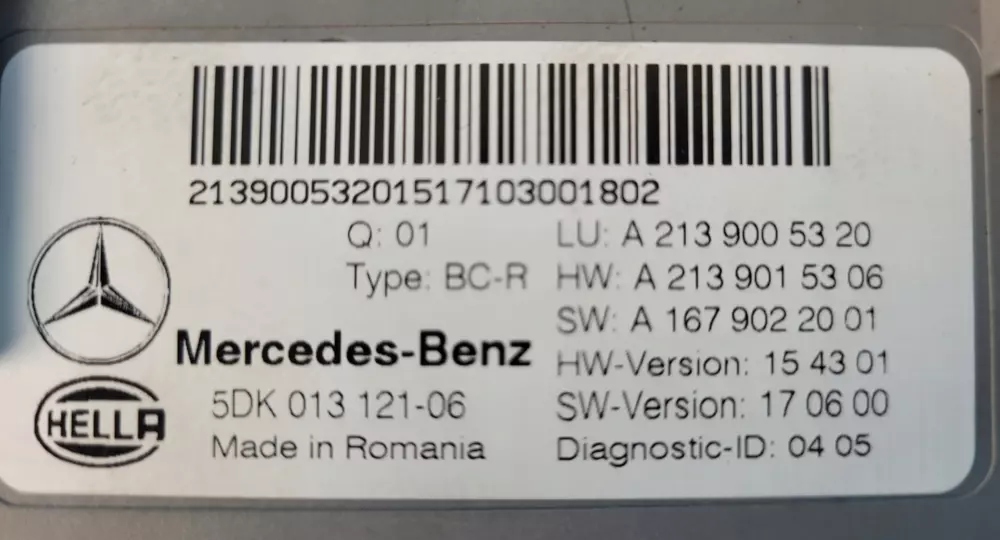 21390053201517103001802
Q: 01
LU: A 213 900 53 20
Type: BC-R
HW: A 213 901 53 06
SW: A 167 902 20 01
Mercedes-Benz
HW-Version: 15 43 01
HELLA
5DK 013 121-06
SW-Version: 17 06 00
Made in Romania
Diagnostic-ID: 04 05